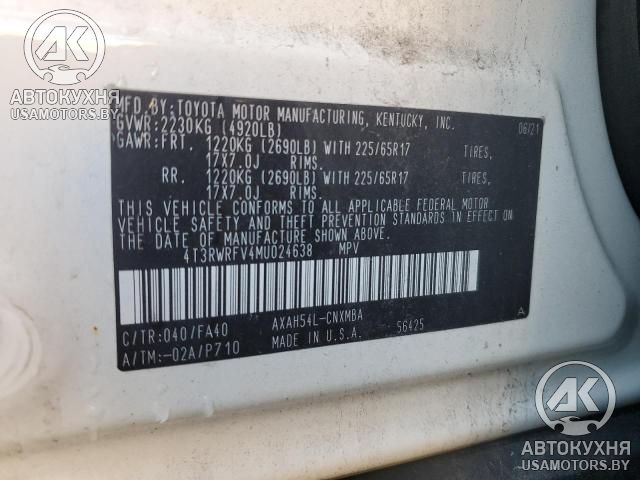 АК
АВТОКУХНЯ
USAMOTORS.BY
MFD.BY:TOYOTA MOTOR MANUFACTURING, KENTUCKY, INC.
GVWR:2230KG (4920LB) 06/21
GAWR:FRT. 1220KG (2690LB) WITH 225/65R17 TIRES,
17X7.0J RIMS.
RR. 1220KG (2690LB) WITH 225/65R17 TIRES,
17X7.0J RIMS.
THIS VEHICLE CONFORMS TO ALL APPLICABLE FEDERAL MOTOR
VEHICLE SAFETY AND THEFT PREVENTION STANDARDS IN EFFECT ON
THE DATE OF MANUFACTURE SHOWN ABOVE.
4T3RWRFV4MU024638 MPV
C/TR:040/FA40 AXAH54L-CNXMBA
A/TM:-02A/P710 MADE IN U.S.A. 56425 A
АК
АВТОКУХНЯ
USAMOTORS.BY